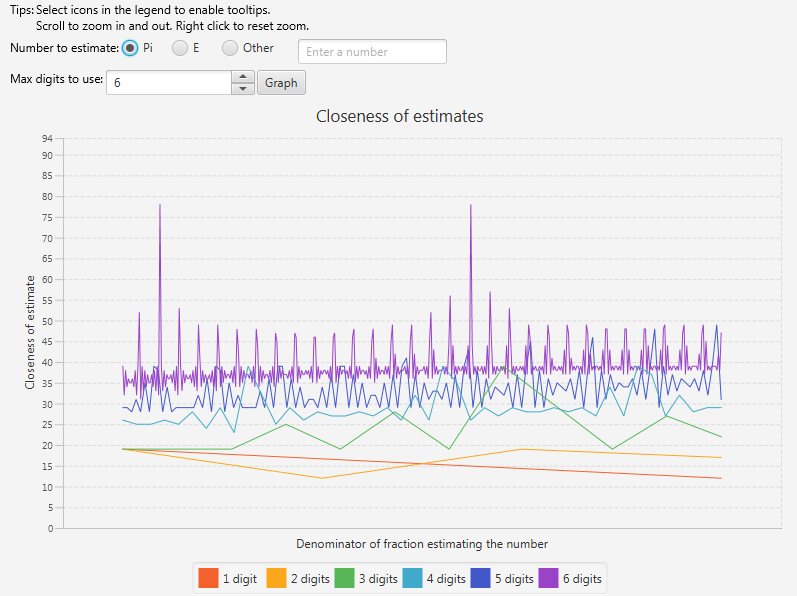 Tips: Select icons in the legend to enable tooltips.
Scroll to zoom in and out. Right click to reset zoom.
Number to estimate: Pi E Other Enter a number
Max digits to use: 6 Graph
Closeness of estimates
94
90
85
80
75
70
65
60
55
50
45
40
35
30
25
20
15
10
5
0
Closeness of estimate
Denominator of fraction estimating the number
1 digit 2 digits 3 digits 4 digits 5 digits 6 digits